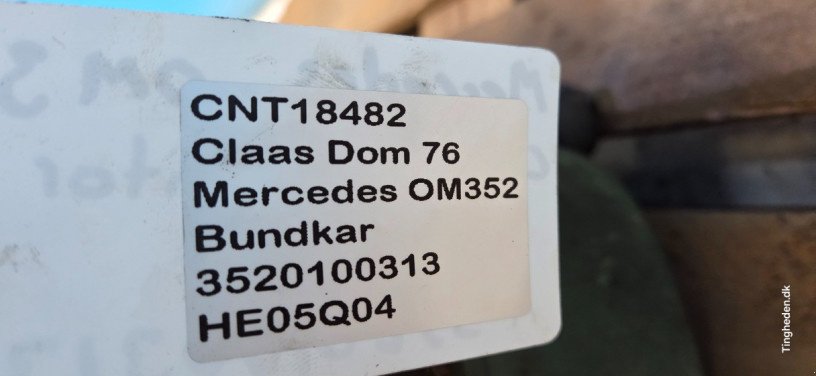 CNT18482
Claas Dom 76
Mercedes OM352
Bundkar
3520100313
HE05Q04
Tingheden.dk